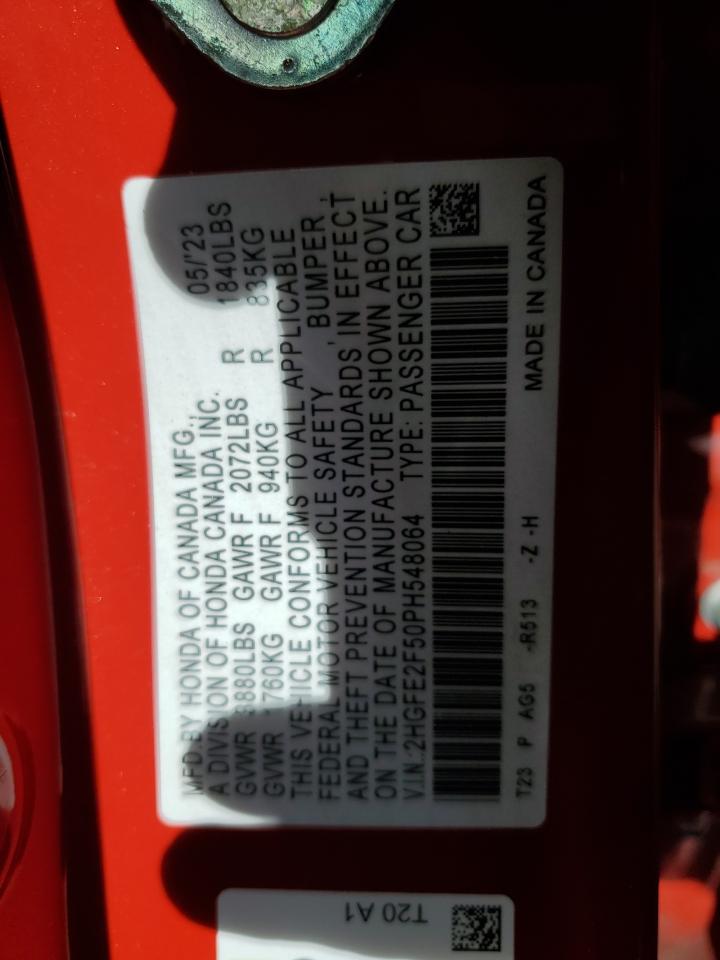 MFD.BY HONDA OF CANADA MFG., 05/'23
A DIVISION OF HONDA CANADA INC.
GVWR 3880LBS GAWR F 2072LBS R 1840LBS
GVWR 1760KG GAWR F 940KG R 835KG
THIS VEHICLE CONFORMS TO ALL APPLICABLE
FEDERAL MOTOR VEHICLE SAFETY , BUMPER ,
AND THEFT PREVENTION STANDARDS IN EFFECT
ON THE DATE OF MANUFACTURE SHOWN ABOVE.
V.I.N.:2HGFE2F50PH548064 TYPE: PASSENGER CAR
T23 P AG5 -R513 -Z -H MADE IN CANADA
T20 A1